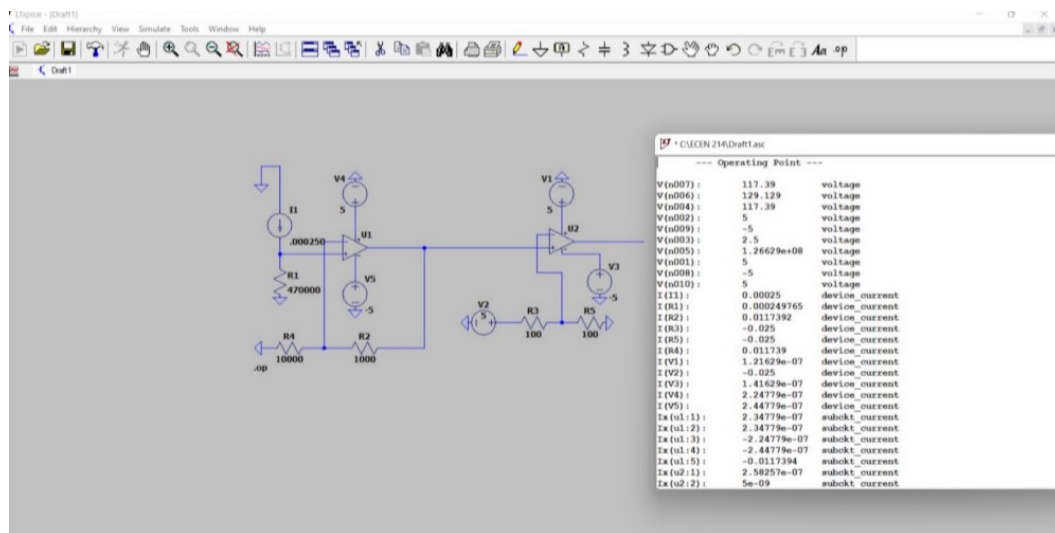 LTspice - [Draft1]
File Edit Hierarchy View Simulate Tools Window Help
Aa .op
Draft1
V4
5
V1
5
I1
.000250
U1
U2
R1
470000
V5
-5
V3
-5
V2
5
R3
100
R5
100
R4
10000
R2
1000
.op
* C:\ECEN 214\Draft1.asc
--- Operating Point ---
V(n007): 117.39 voltage
V(n006): 129.129 voltage
V(n004): 117.39 voltage
V(n002): 5 voltage
V(n009): -5 voltage
V(n003): 2.5 voltage
V(n005): 1.26629e+08 voltage
V(n001): 5 voltage
V(n008): -5 voltage
V(n010): 5 voltage
I(I1): 0.00025 device_current
I(R1): 0.000249765 device_current
I(R2): 0.0117392 device_current
I(R3): -0.025 device_current
I(R5): -0.025 device_current
I(R4): 0.011739 device_current
I(V1): 1.21629e-07 device_current
I(V2): -0.025 device_current
I(V3): 1.41629e-07 device_current
I(V4): 2.24779e-07 device_current
I(V5): 2.44779e-07 device_current
Ix(u1:1): 2.34779e-07 subckt_current
Ix(u1:2): 2.34779e-07 subckt_current
Ix(u1:3): -2.24779e-07 subckt_current
Ix(u1:4): -2.44779e-07 subckt_current
Ix(u1:5): -0.0117394 subckt_current
Ix(u2:1): 2.58257e-07 subckt_current
Ix(u2:2): 5e-09 subckt_current